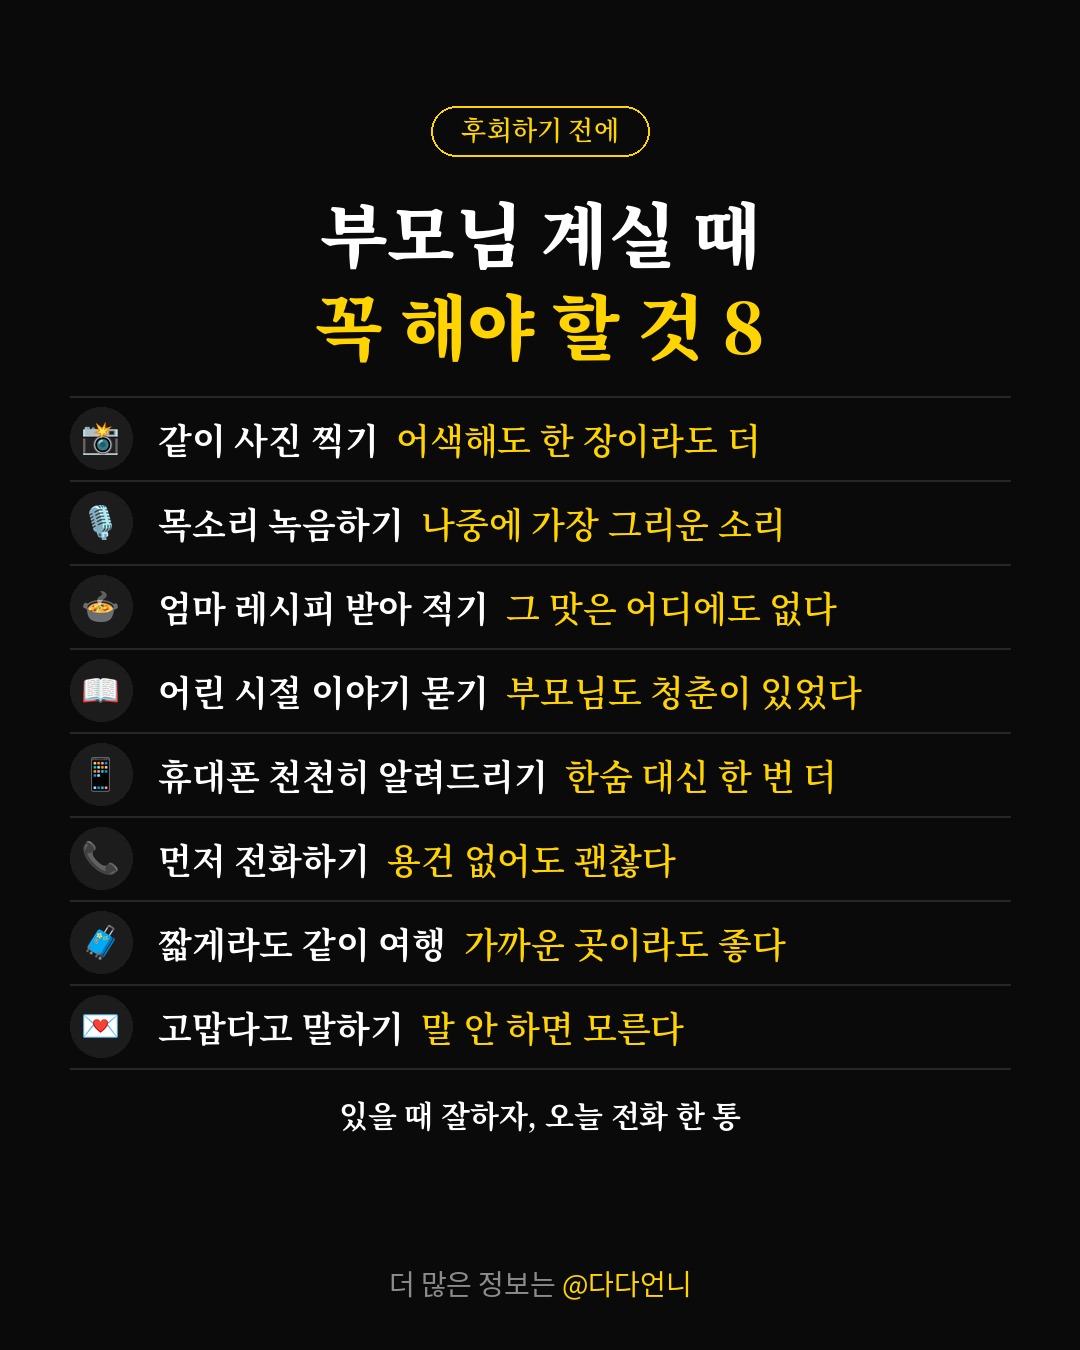 후회하기 전에
부모님 계실 때
꼭 해야 할 것 8
같이 사진 찍기 어색해도 한 장이라도 더
목소리 녹음하기 나중에 가장 그리운 소리
엄마 레시피 받아 적기 그 맛은 어디에도 없다
어린 시절 이야기 묻기 부모님도 청춘이 있었다
휴대폰 천천히 알려드리기 한숨 대신 한 번 더
먼저 전화하기 용건 없어도 괜찮다
짧게라도 같이 여행 가까운 곳이라도 좋다
고맙다고 말하기 말 안 하면 모른다
있을 때 잘하자, 오늘 전화 한 통
더 많은 정보는 @다다언니